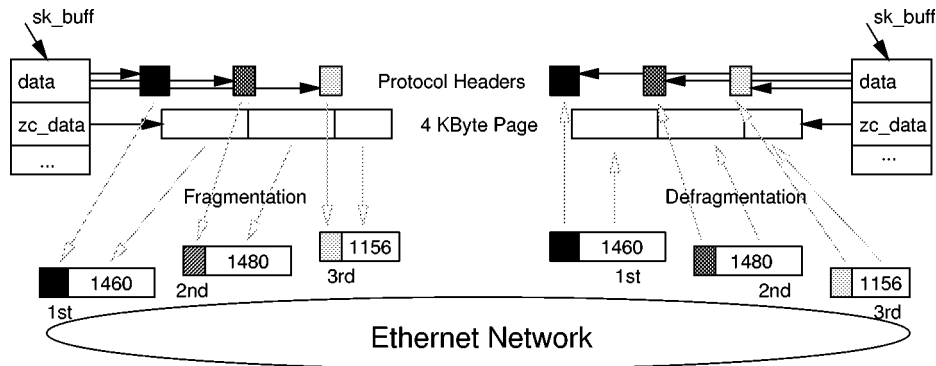 sk_buff
sk_buff
data
Protocol Headers
data
zc_data
4 KByte Page
zc_data
...
...
Fragmentation
Defragmentation
1460
1st
1480
2nd
1156
3rd
1460
1st
1480
2nd
1156
3rd
Ethernet Network